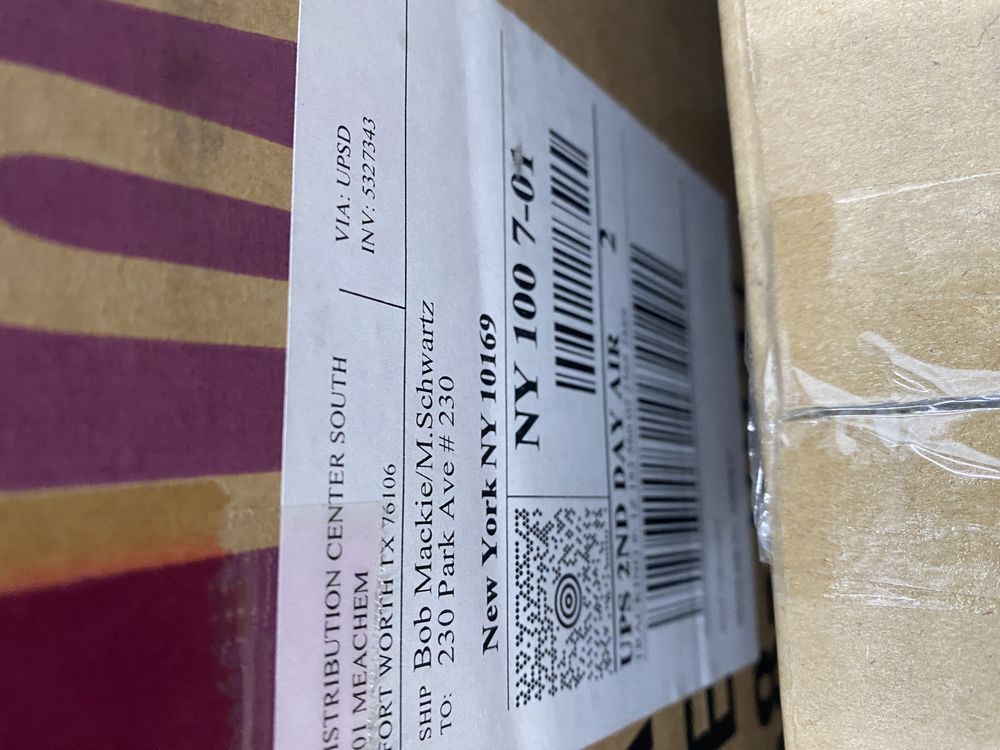 ISTRIBUTION CENTER SOUTH
01 MEACHEM
FORT WORTH TX 76106
VIA: UPSD
INV: 5327343
SHIP TO: Bob Mackie/M.Schwartz
230 Park Ave # 230
New York NY 10169
NY 100 7-01
UPS 2ND DAY AIR 2